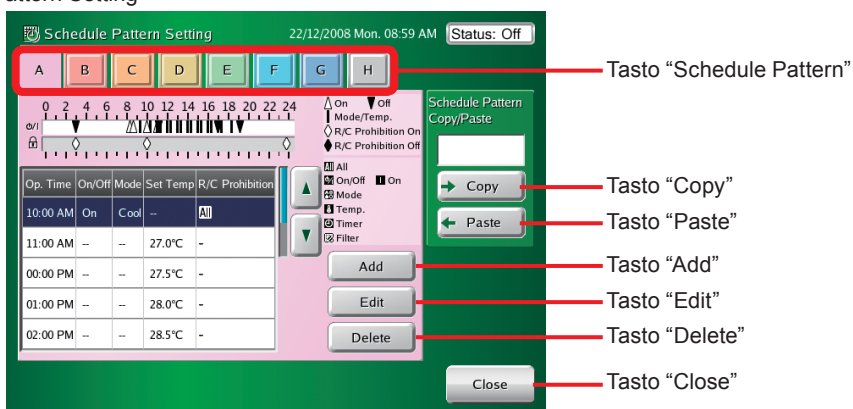 Schedule Pattern Setting 22/12/2008 Mon. 08:59 AM Status: Off
A B C D E F G H
Tasto “Schedule Pattern”
0 2 4 6 8 10 12 14 16 18 20 22 24
On Off
Mode/Temp.
R/C Prohibition On
R/C Prohibition Off
Schedule Pattern
Copy/Paste
All All
On/Off On
Mode
Temp.
Timer
Filter
Copy
Tasto “Copy”
Paste
Tasto “Paste”
Op. Time On/Off Mode Set Temp R/C Prohibition
10:00 AM On Cool -- All
11:00 AM -- -- 27.0°C -
00:00 PM -- -- 27.5°C -
01:00 PM -- -- 28.0°C -
02:00 PM -- -- 28.5°C -
Add
Tasto “Add”
Edit
Tasto “Edit”
Delete
Tasto “Delete”
Close
Tasto “Close”